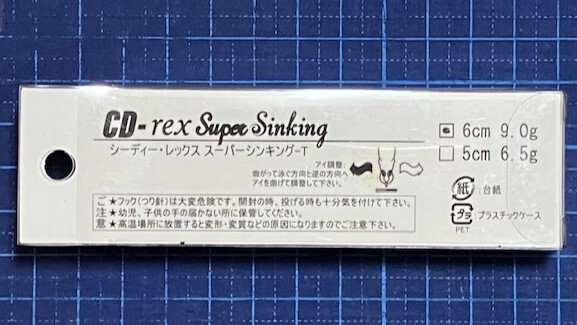 CD-rex Super Sinking
シーディー・レックス スーパーシンキング-T
6cm 9.0g
5cm 6.5g
アイ調整:
曲がって泳ぐ方向と逆の方向へ
アイを曲げて調整して下さい。
ご注意
★フック(つり針)は大変危険です。開封の時、投げる時も十分気を付けて下さい。
★幼児、子供の手の届かない所に保管してください。
★高温場所に放置すると変形・変質などの原因になりますのでご注意下さい。
紙 :台紙
プラ :プラスチックケース
PET